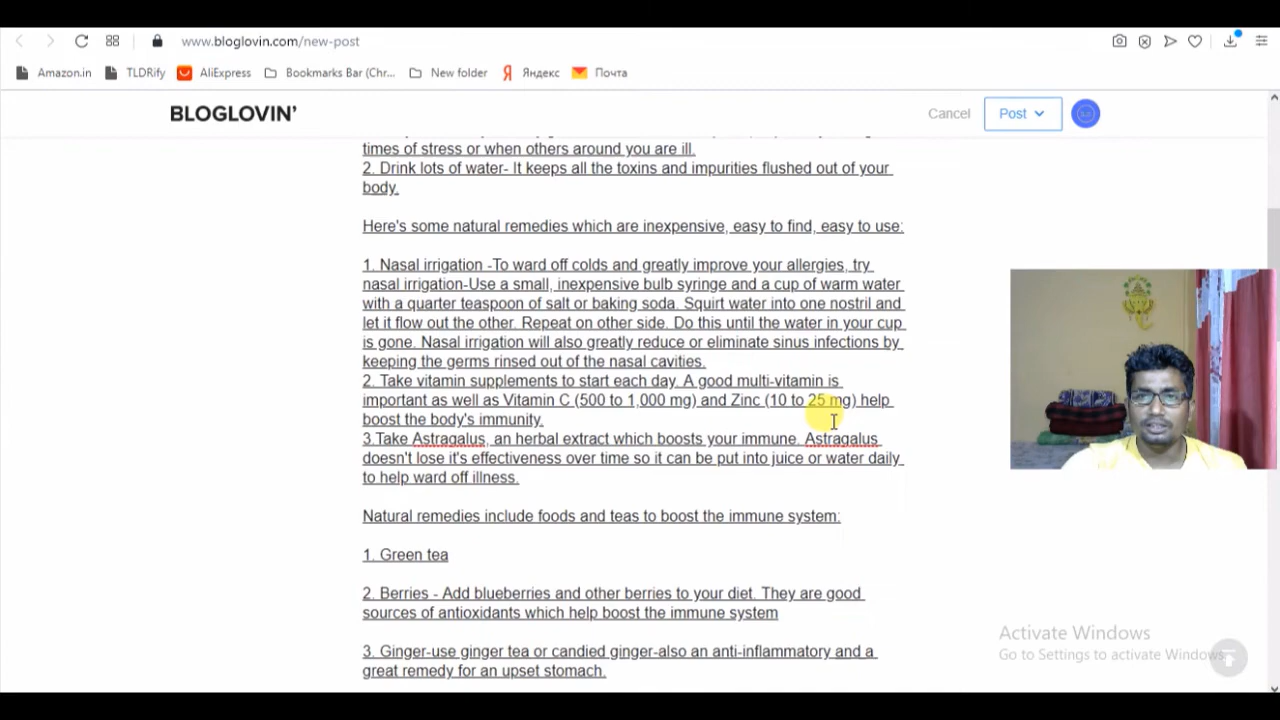 www.bloglovin.com/new-post
Amazon.in TLDRify AliExpress Bookmarks Bar (Chr... New folder Яндекс Почта
BLOGLOVIN’ Cancel Post
times of stress or when others around you are ill.
2. Drink lots of water- It keeps all the toxins and impurities flushed out of your
body.
Here's some natural remedies which are inexpensive, easy to find, easy to use:
1. Nasal irrigation -To ward off colds and greatly improve your allergies, try
nasal irrigation-Use a small, inexpensive bulb syringe and a cup of warm water
with a quarter teaspoon of salt or baking soda. Squirt water into one nostril and
let it flow out the other. Repeat on other side. Do this until the water in your cup
is gone. Nasal irrigation will also greatly reduce or eliminate sinus infections by
keeping the germs rinsed out of the nasal cavities.
2. Take vitamin supplements to start each day. A good multi-vitamin is
important as well as Vitamin C (500 to 1,000 mg) and Zinc (10 to 25 mg) help
boost the body's immunity.
3.Take Astragalus, an herbal extract which boosts your immune. Astragalus
doesn't lose it's effectiveness over time so it can be put into juice or water daily
to help ward off illness.
Natural remedies include foods and teas to boost the immune system:
1. Green tea
2. Berries - Add blueberries and other berries to your diet. They are good
sources of antioxidants which help boost the immune system
3. Ginger-use ginger tea or candied ginger-also an anti-inflammatory and a
great remedy for an upset stomach.
Activate Windows
Go to Settings to activate Windows.